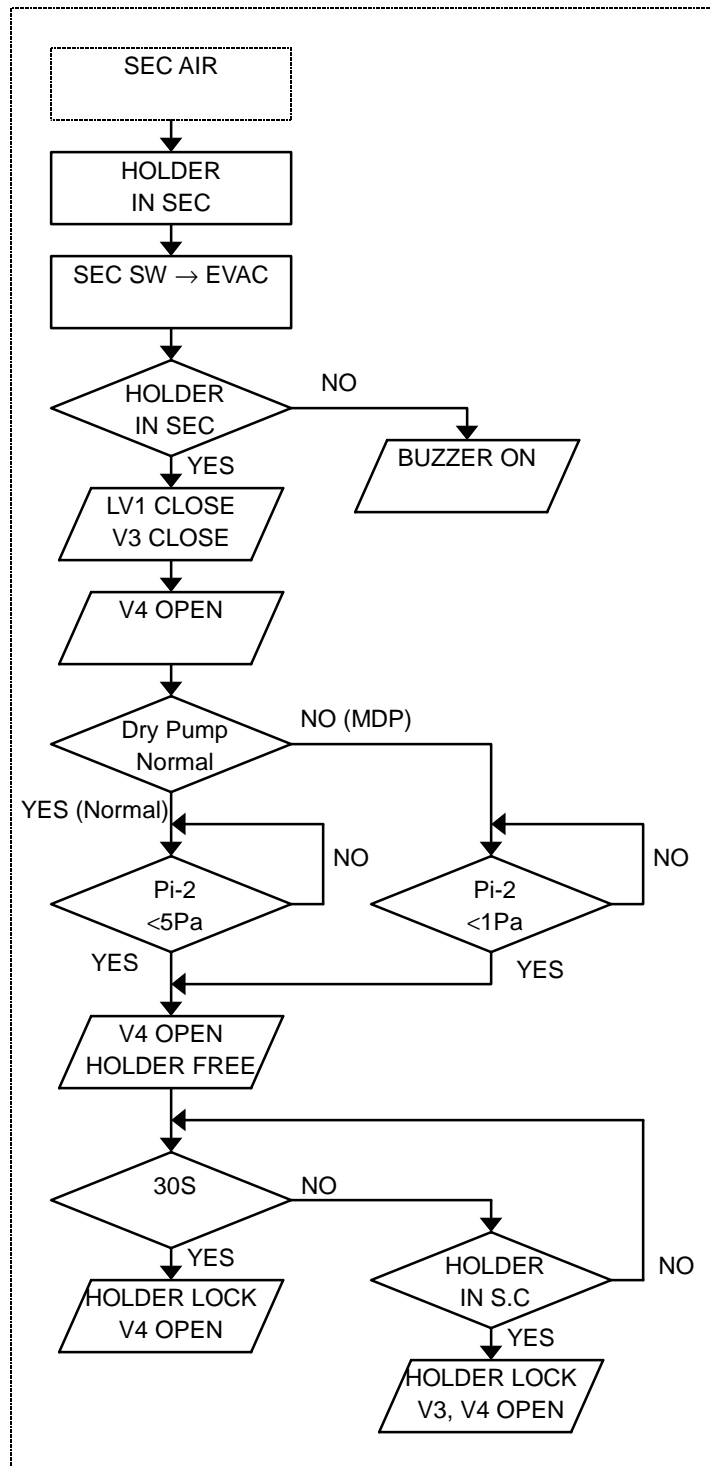 SEC AIR
HOLDER
IN SEC
SEC SW → EVAC
HOLDER
IN SEC
NO
BUZZER ON
YES
LV1 CLOSE
V3 CLOSE
V4 OPEN
Dry Pump
Normal
NO (MDP)
YES (Normal)
NO
NO
Pi-2
<5Pa
Pi-2
<1Pa
YES
YES
V4 OPEN
HOLDER FREE
30S
NO
YES
HOLDER
IN S.C
NO
HOLDER LOCK
V4 OPEN
YES
HOLDER LOCK
V3, V4 OPEN